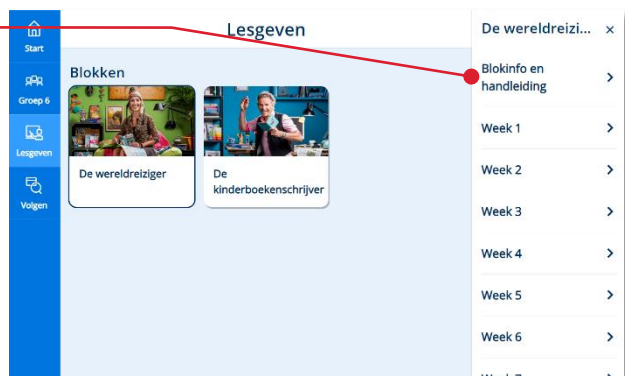 Start
Groep 6
Lesgeven
Volgen
Lesgeven
Blokken
De wereldreiziger
De
kinderboekenschrijver
De wereldreizi...
Blokinfo en
handleiding
Week 1
Week 2
Week 3
Week 4
Week 5
Week 6